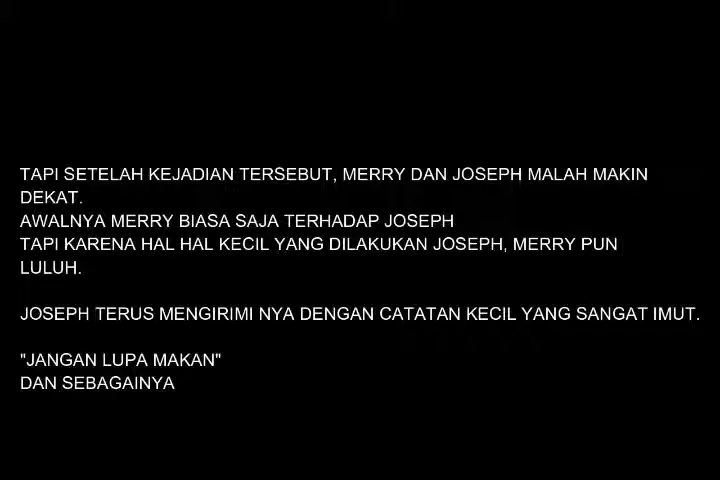 TAPI SETELAH KEJADIAN TERSEBUT, MERRY DAN JOSEPH MALAH MAKIN
DEKAT.
AWALNYA MERRY BIASA SAJA TERHADAP JOSEPH
TAPI KARENA HAL HAL KECIL YANG DILAKUKAN JOSEPH, MERRY PUN
LULUH.
JOSEPH TERUS MENGIRIMI NYA DENGAN CATATAN KECIL YANG SANGAT IMUT.
"JANGAN LUPA MAKAN"
DAN SEBAGAINYA